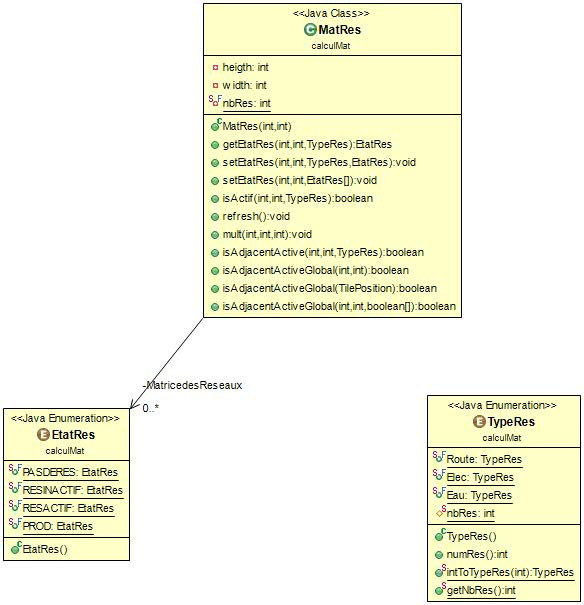 <<Java Class>>
MatRes
calculMat
heigth: int
width: int
nbRes: int
MatRes(int,int)
getEtatRes(int,int,TypeRes):EtatRes
setEtatRes(int,int,TypeRes,EtatRes):void
setEtatRes(int,int,EtatRes[]):void
isActif(int,int,TypeRes):boolean
refresh():void
mult(int,int,int):void
isAdjacentActive(int,int,TypeRes):boolean
isAdjacentActiveGlobal(int,int):boolean
isAdjacentActiveGlobal(TilePosition):boolean
isAdjacentActiveGlobal(int,int,boolean[]):boolean
-MatricedesReseaux
0..*
<<Java Enumeration>>
EtatRes
calculMat
PASDERES: EtatRes
RESINACTIF: EtatRes
RESACTIF: EtatRes
PROD: EtatRes
EtatRes()
<<Java Enumeration>>
TypeRes
calculMat
Route: TypeRes
Elec: TypeRes
Eau: TypeRes
nbRes: int
TypeRes()
numRes():int
intToTypeRes(int):TypeRes
getNbRes():int